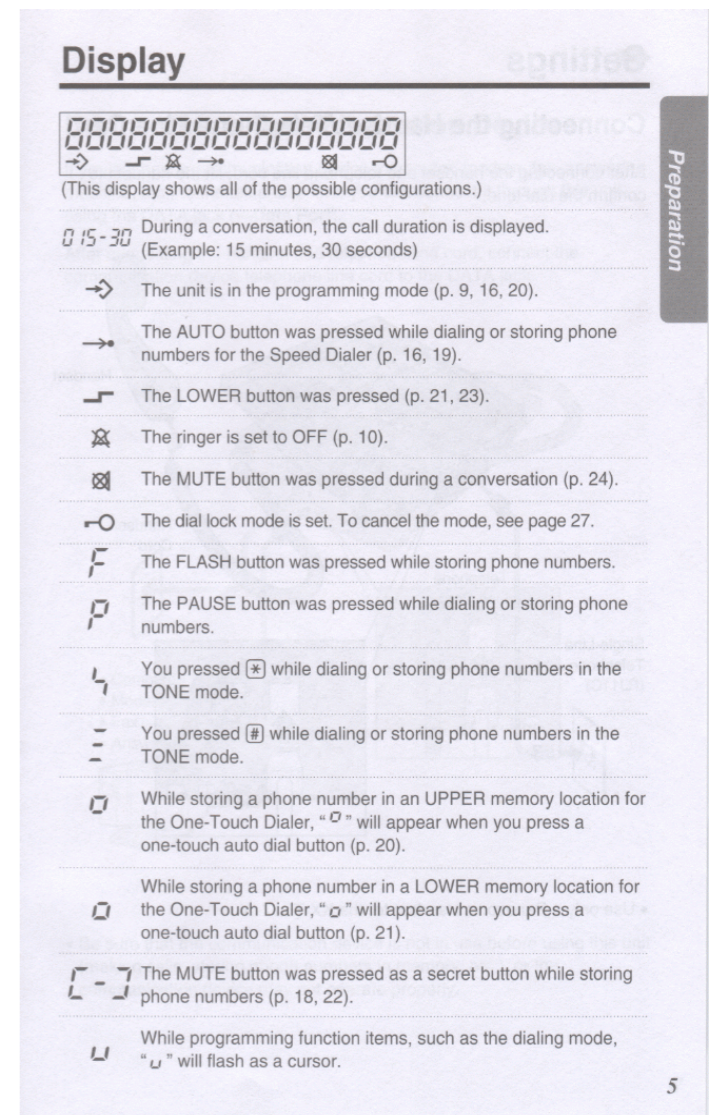 Display
(This display shows all of the possible configurations.)
Preparation
015-30 During a conversation, the call duration is displayed.
(Example: 15 minutes, 30 seconds)
The unit is in the programming mode (p. 9, 16, 20).
The AUTO button was pressed while dialing or storing phone
numbers for the Speed Dialer (p. 16, 19).
The LOWER button was pressed (p. 21, 23).
The ringer is set to OFF (p. 10).
The MUTE button was pressed during a conversation (p. 24).
The dial lock mode is set. To cancel the mode, see page 27.
F The FLASH button was pressed while storing phone numbers.
P The PAUSE button was pressed while dialing or storing phone
numbers.
You pressed * while dialing or storing phone numbers in the
TONE mode.
You pressed # while dialing or storing phone numbers in the
TONE mode.
While storing a phone number in an UPPER memory location for
the One-Touch Dialer, “ o ” will appear when you press a
one-touch auto dial button (p. 20).
While storing a phone number in a LOWER memory location for
the One-Touch Dialer, “ o ” will appear when you press a
one-touch auto dial button (p. 21).
[-] The MUTE button was pressed as secret button while storing
phone numbers (p. 18, 22).
While programming function items, such as the dialing mode,
“ u ” will flash as a cursor.
5